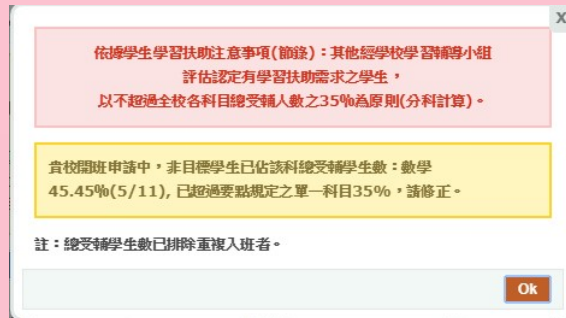 X
依據學生學習扶助注意事項(節錄)：其他經學校學習輔導小組
評估認定有學習扶助需求之學生，
以不超過全校各科目總受輔人數之35%為原則(分科計算)。
貴校開班申請中，非目標學生已佔該科總受輔學生數：數學
45.45%(5/11), 已超過要點規定之單一科目35%，請修正。
註：總受輔學生數已排除重複入班者。
Ok